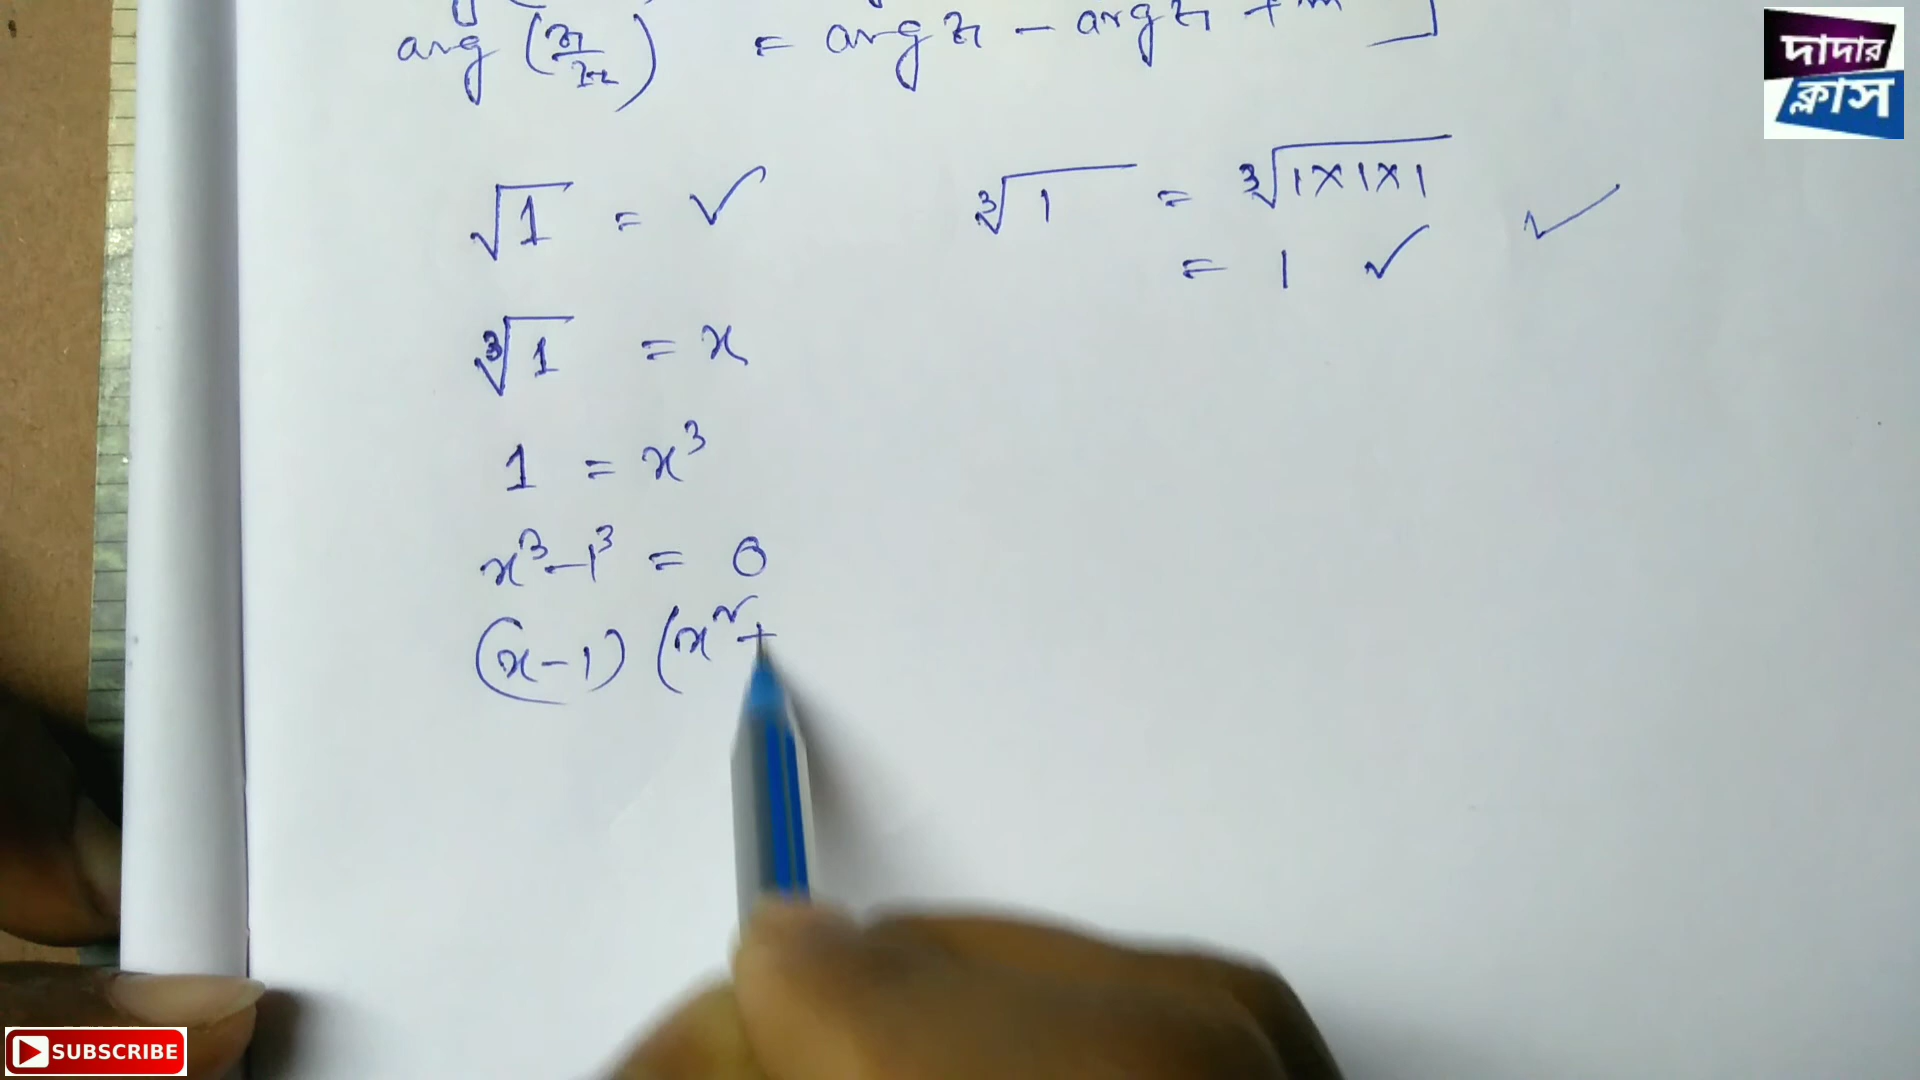 arg (z₁/z₂) = arg z₁ - arg z₂ + m ]
দাদার
ক্লাস
√1 = ✓
∛1 = ∛1×1×1 ✓
= 1 ✓
∛1 = x
1 = x³
x³-1³ = 0
(x-1) (x² +
SUBSCRIBE